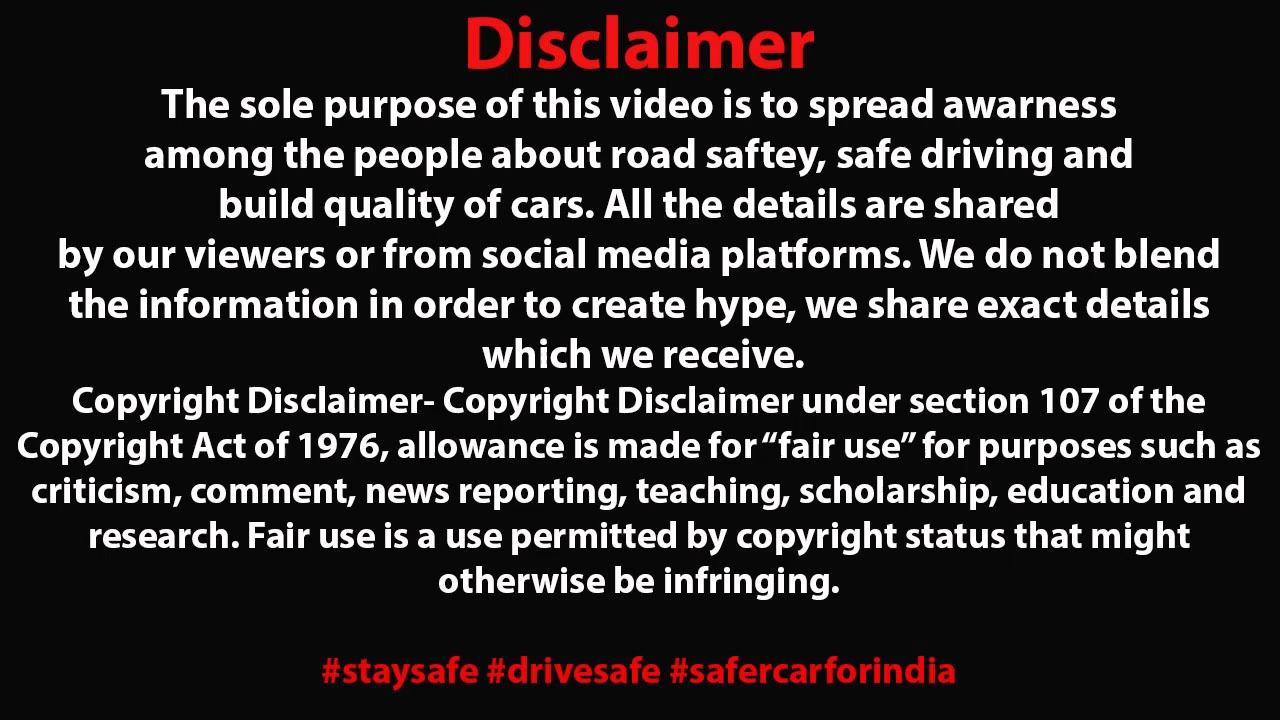 Disclaimer
The sole purpose of this video is to spread awarness
among the people about road saftey, safe driving and
build quality of cars. All the details are shared
by our viewers or from social media platforms. We do not blend
the information in order to create hype, we share exact details
which we receive.
Copyright Disclaimer- Copyright Disclaimer under section 107 of the
Copyright Act of 1976, allowance is made for “fair use” for purposes such as
criticism, comment, news reporting, teaching, scholarship, education and
research. Fair use is a use permitted by copyright status that might
otherwise be infringing.
#staysafe #drivesafe #safercarforindia